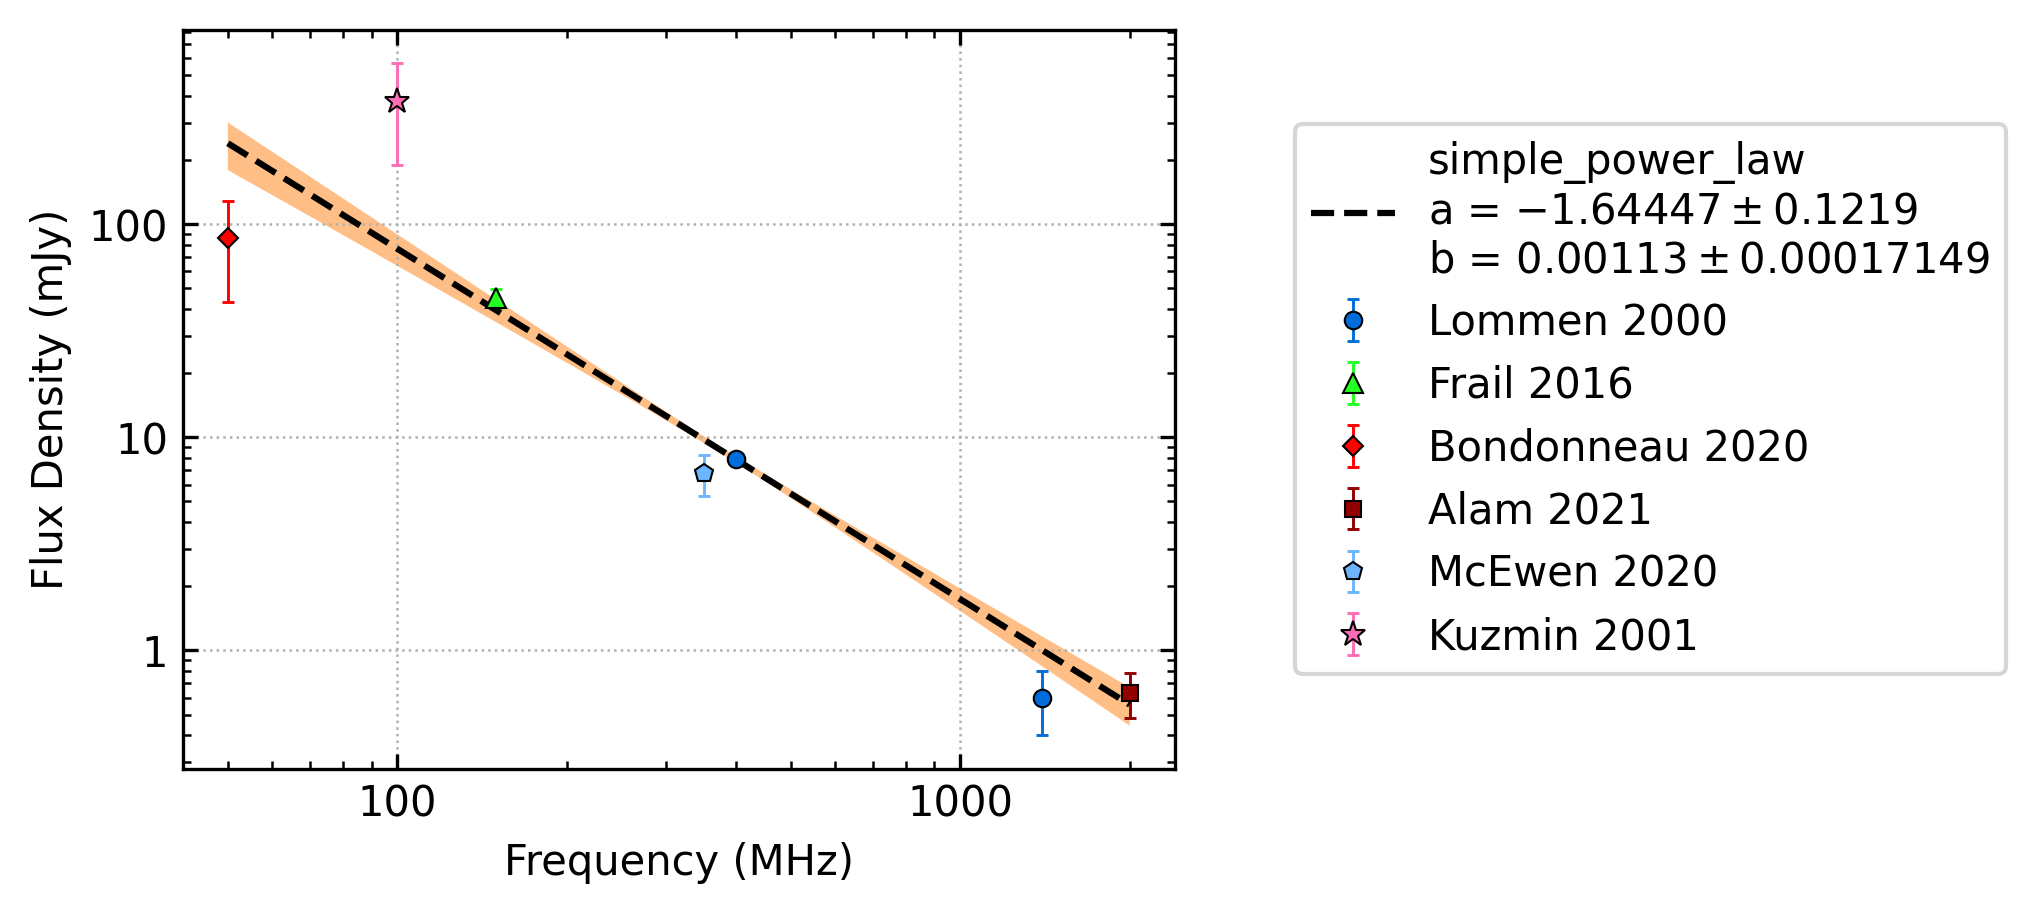 Flux Density (mJy)
100
10
1
100
1000
Frequency (MHz)
simple_power_law
a = −1.64447 ± 0.1219
b = 0.00113 ± 0.00017149
Lommen 2000
Frail 2016
Bondonneau 2020
Alam 2021
McEwen 2020
Kuzmin 2001